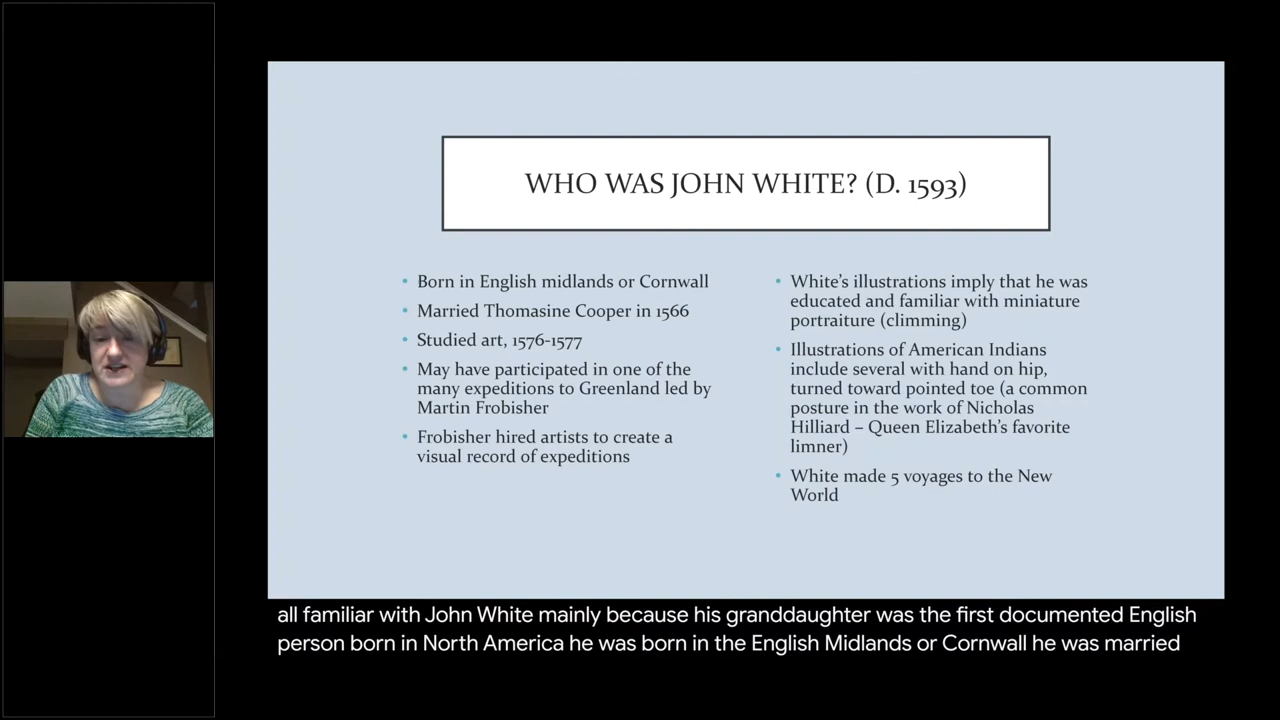 WHO WAS JOHN WHITE? (D. 1593)
• Born in English midlands or Cornwall
• Married Thomasine Cooper in 1566
• Studied art, 1576-1577
• May have participated in one of the
many expeditions to Greenland led by
Martin Frobisher
• Frobisher hired artists to create a
visual record of expeditions
• White’s illustrations imply that he was
educated and familiar with miniature
portraiture (climming)
• Illustrations of American Indians
include several with hand on hip,
turned toward pointed toe (a common
posture in the work of Nicholas
Hilliard – Queen Elizabeth’s favorite
limner)
• White made 5 voyages to the New
World
all familiar with John White mainly because his granddaughter was the first documented English
person born in North America he was born in the English Midlands or Cornwall he was married